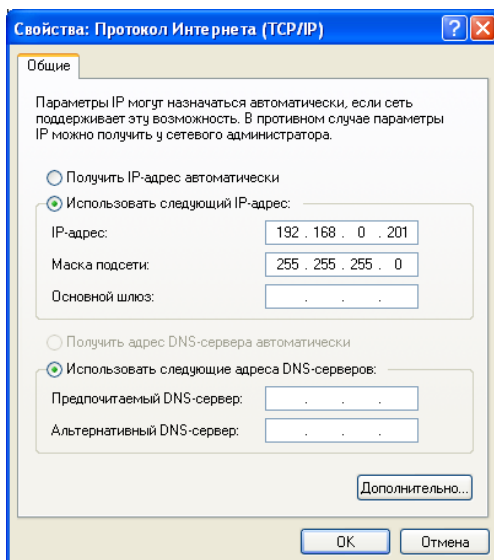 Свойства: Протокол Интернета (TCP/IP)
Общие
Параметры IP могут назначаться автоматически, если сеть
поддерживает эту возможность. В противном случае параметры
IP можно получить у сетевого администратора.
Получить IP-адрес автоматически
Использовать следующий IP-адрес:
IP-адрес: 192 . 168 . 0 . 201
Маска подсети: 255 . 255 . 255 . 0
Основной шлюз: . . .
Получить адрес DNS-сервера автоматически
Использовать следующие адреса DNS-серверов:
Предпочитаемый DNS-сервер: . . .
Альтернативный DNS-сервер: . . .
Дополнительно...
OK Отмена